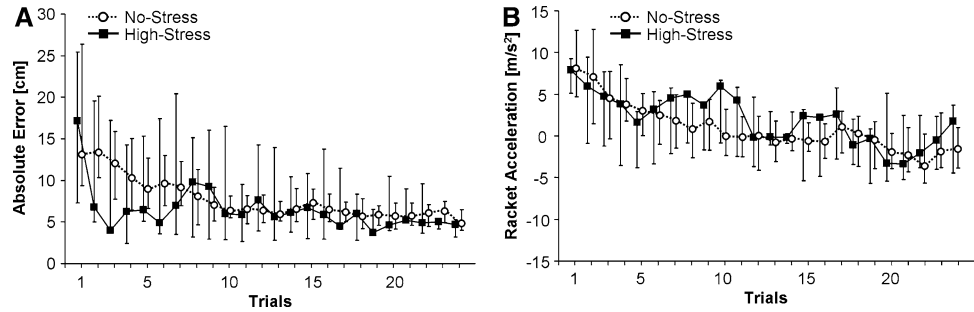 A
No-Stress
High-Stress
Absolute Error [cm]
30
25
20
15
10
5
0
1 5 10 15 20
Trials
B
No-Stress
High-Stress
Racket Acceleration [m/s²]
15
10
5
0
-5
-10
-15
1 5 10 15 20
Trials